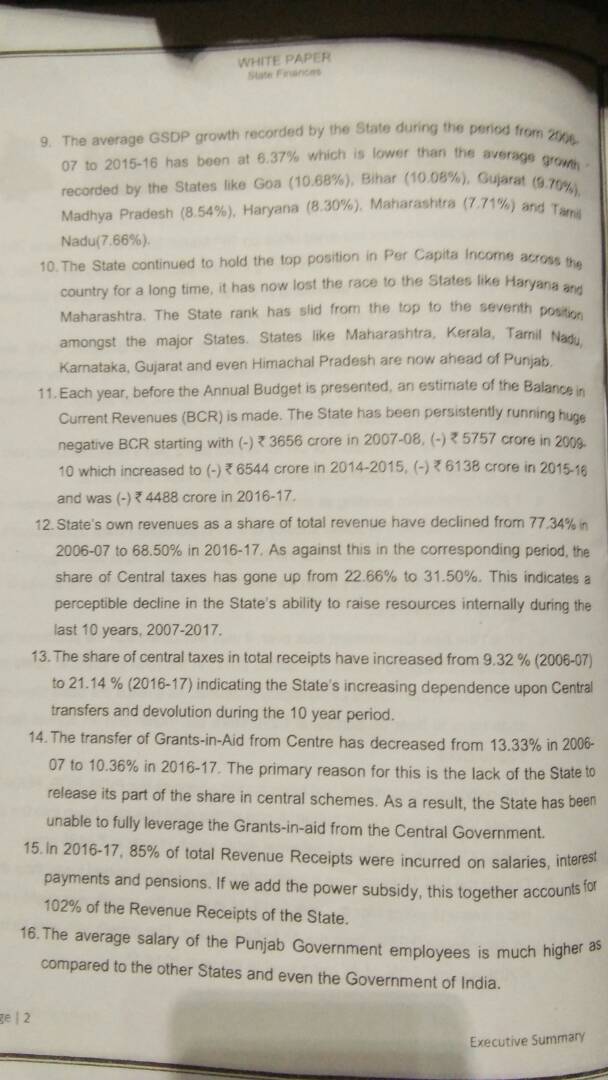 WHITE PAPER
State Finances
9. The average GSDP growth recorded by the State during the period from 2006-
07 to 2015-16 has been at 6.37% which is lower than the average growth
recorded by the States like Goa (10.68%), Bihar (10.08%), Gujarat (9.70%),
Madhya Pradesh (8.54%), Haryana (8.30%), Maharashtra (7.71%) and Tamil
Nadu(7.66%).
10. The State continued to hold the top position in Per Capita Income across the
country for a long time, it has now lost the race to the States like Haryana and
Maharashtra. The State rank has slid from the top to the seventh position
amongst the major States. States like Maharashtra, Kerala, Tamil Nadu,
Karnataka, Gujarat and even Himachal Pradesh are now ahead of Punjab.
11. Each year, before the Annual Budget is presented, an estimate of the Balance in
Current Revenues (BCR) is made. The State has been persistently running huge
negative BCR starting with (-) ₹ 3656 crore in 2007-08, (-) ₹ 5757 crore in 2009-
10 which increased to (-) ₹ 6544 crore in 2014-2015, (-) ₹ 6138 crore in 2015-16
and was (-) ₹ 4488 crore in 2016-17.
12. State's own revenues as a share of total revenue have declined from 77.34% in
2006-07 to 68.50% in 2016-17. As against this in the corresponding period, the
share of Central taxes has gone up from 22.66% to 31.50%. This indicates a
perceptible decline in the State's ability to raise resources internally during the
last 10 years, 2007-2017.
13. The share of central taxes in total receipts have increased from 9.32 % (2006-07)
to 21.14 % (2016-17) indicating the State's increasing dependence upon Central
transfers and devolution during the 10 year period.
14. The transfer of Grants-in-Aid from Centre has decreased from 13.33% in 2006-
07 to 10.36% in 2016-17. The primary reason for this is the lack of the State to
release its part of the share in central schemes. As a result, the State has been
unable to fully leverage the Grants-in-aid from the Central Government.
15. In 2016-17, 85% of total Revenue Receipts were incurred on salaries, interest
payments and pensions. If we add the power subsidy, this together accounts for
102% of the Revenue Receipts of the State.
16. The average salary of the Punjab Government employees is much higher as
compared to the other States and even the Government of India.
ge | 2
Executive Summary